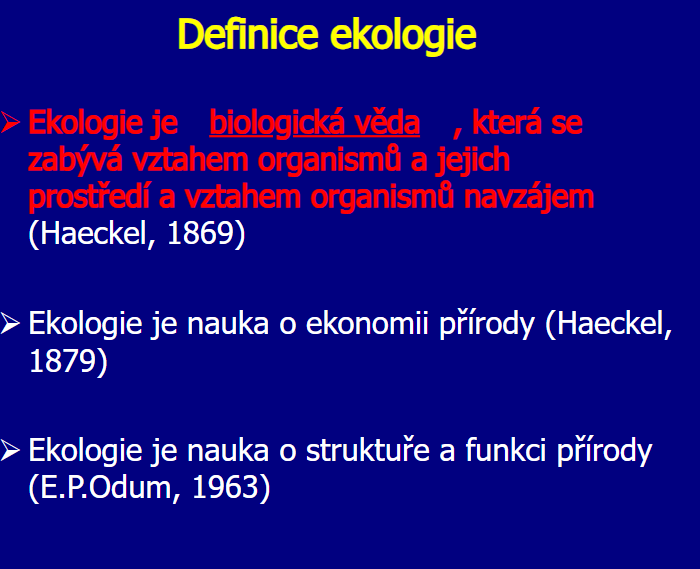 Definice ekologie
Ekologie je biologická věda , která se
zabývá vztahem organismů a jejich
prostředí a vztahem organismů navzájem
(Haeckel, 1869)
Ekologie je nauka o ekonomii přírody (Haeckel,
1879)
Ekologie je nauka o struktuře a funkci přírody
(E.P.Odum, 1963)